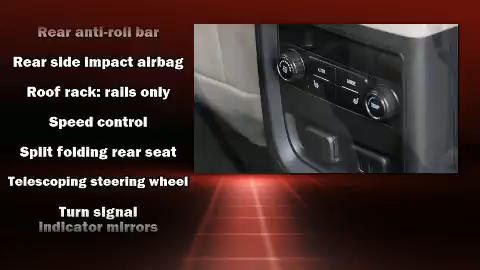 Rear anti-roll bar
Rear side impact airbag
Roof rack: rails only
Speed control
Split folding rear seat
Telescoping steering wheel
Turn signal
indicator mirrors